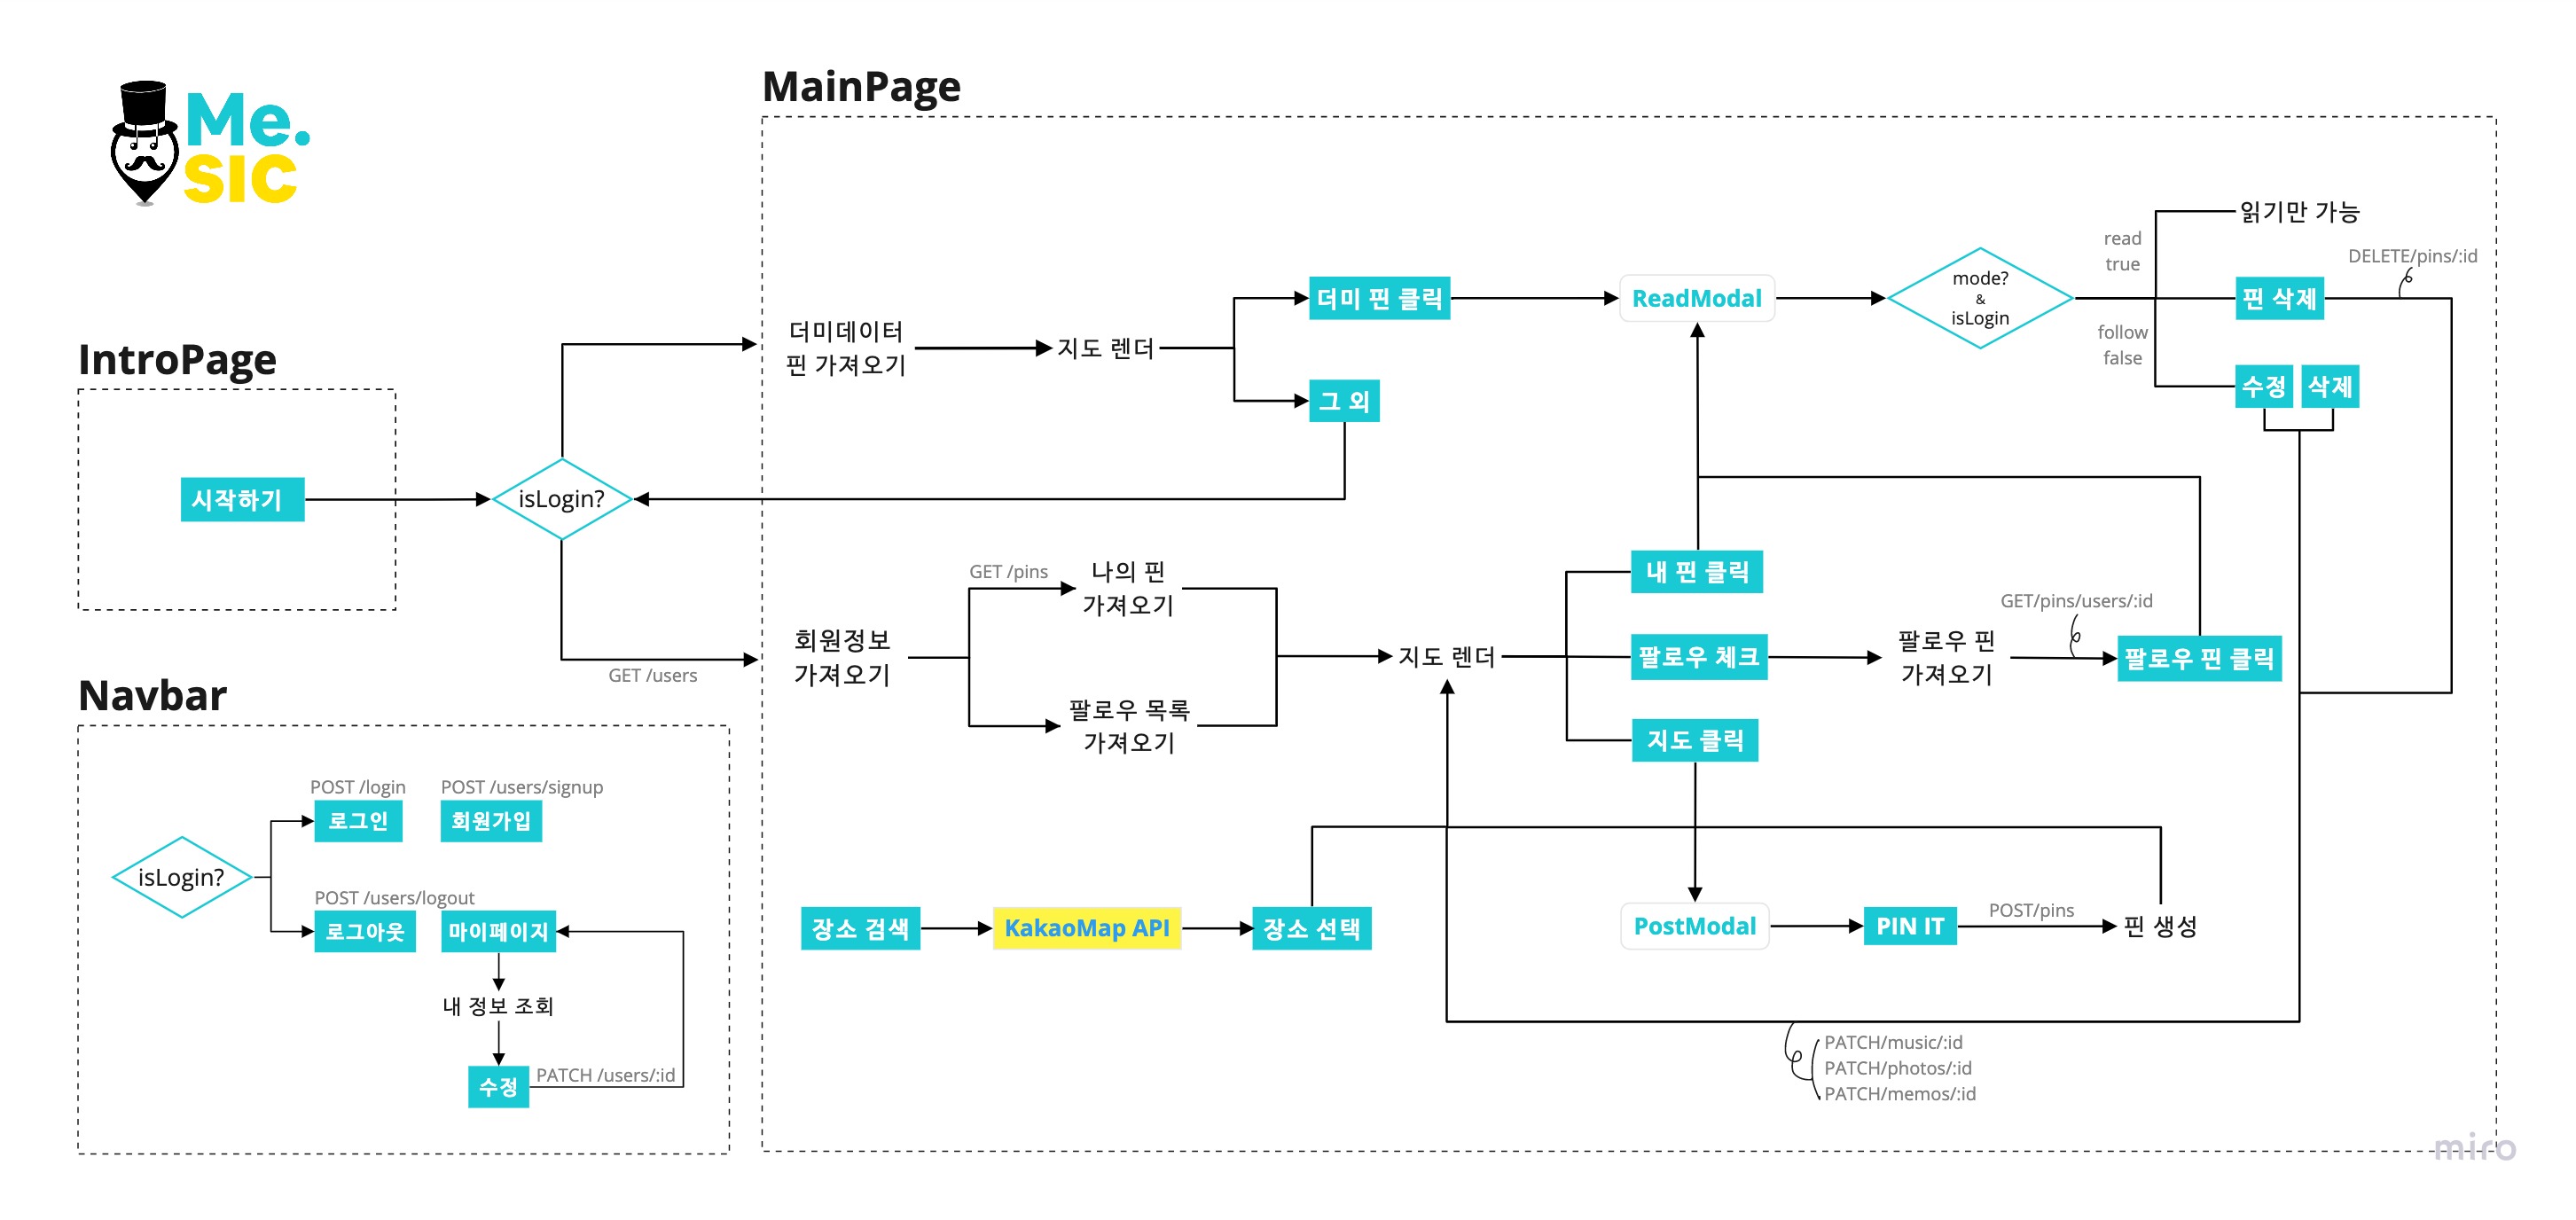 Me.
SIC
MainPage
읽기만 가능
read
true
DELETE/pins/:id
mode?
&
isLogin
더미 핀 클릭
ReadModal
핀 삭제
follow
false
더미데이터
핀 가져오기
지도 렌더
그 외
수정
삭제
IntroPage
시작하기
isLogin?
GET /pins
나의 핀
가져오기
내 핀 클릭
GET/pins/users/:id
회원정보
가져오기
GET /users
지도 렌더
팔로우 체크
팔로우 핀
가져오기
팔로우 핀 클릭
팔로우 목록
가져오기
지도 클릭
Navbar
POST /login
POST /users/signup
로그인
회원가입
isLogin?
POST /users/logout
로그아웃
마이페이지
내 정보 조회
수정
PATCH /users/:id
장소 검색
KakaoMap API
장소 선택
PostModal
PIN IT
POST/pins
핀 생성
PATCH/music/:id
PATCH/photos/:id
PATCH/memos/:id
miro